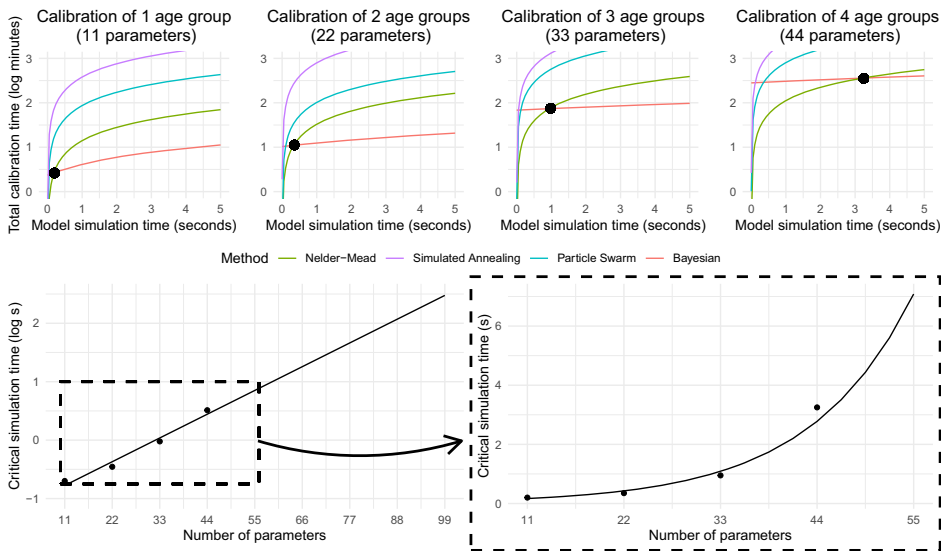 Calibration of 1 age group
(11 parameters)
Calibration of 2 age groups
(22 parameters)
Calibration of 3 age groups
(33 parameters)
Calibration of 4 age groups
(44 parameters)
Total calibration time (log minutes)
3
2
1
0
3
2
1
0
3
2
1
0
3
2
1
0
0 1 2 3 4 5
0 1 2 3 4 5
0 1 2 3 4 5
0 1 2 3 4 5
Model simulation time (seconds)
Model simulation time (seconds)
Model simulation time (seconds)
Model simulation time (seconds)
Method Nelder−Mead Simulated Annealing Particle Swarm Bayesian
Critical simulation time (log s)
2
1
0
−1
11 22 33 44 55 66 77 88 99
Number of parameters
Critical simulation time (s)
6
4
2
0
11 22 33 44 55
Number of parameters